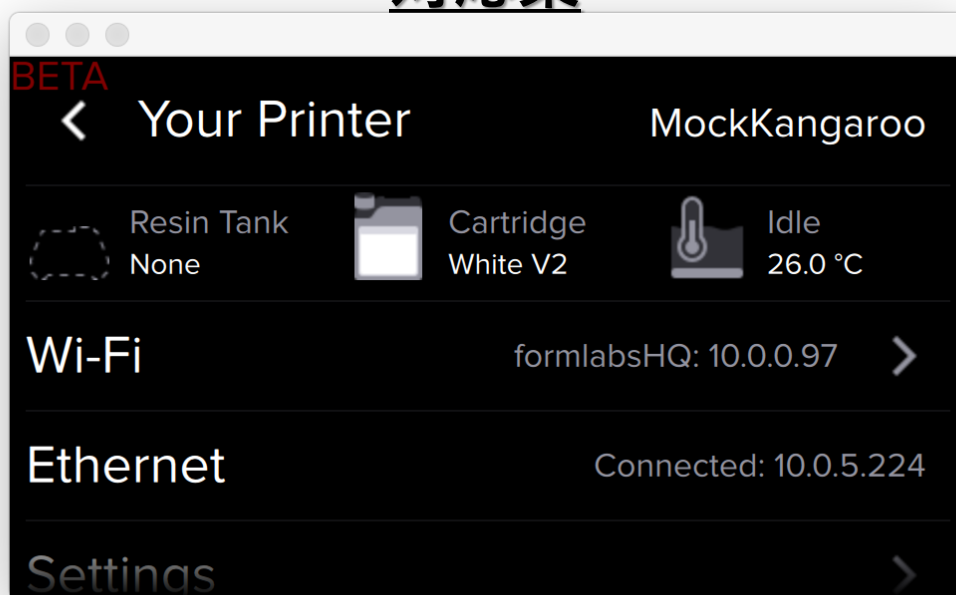 BETA
Your Printer
MockKangaroo
Resin Tank
None
Cartridge
White V2
Idle
26.0 °C
Wi-Fi
formlabsHQ: 10.0.0.97
Ethernet
Connected: 10.0.5.224
Settings